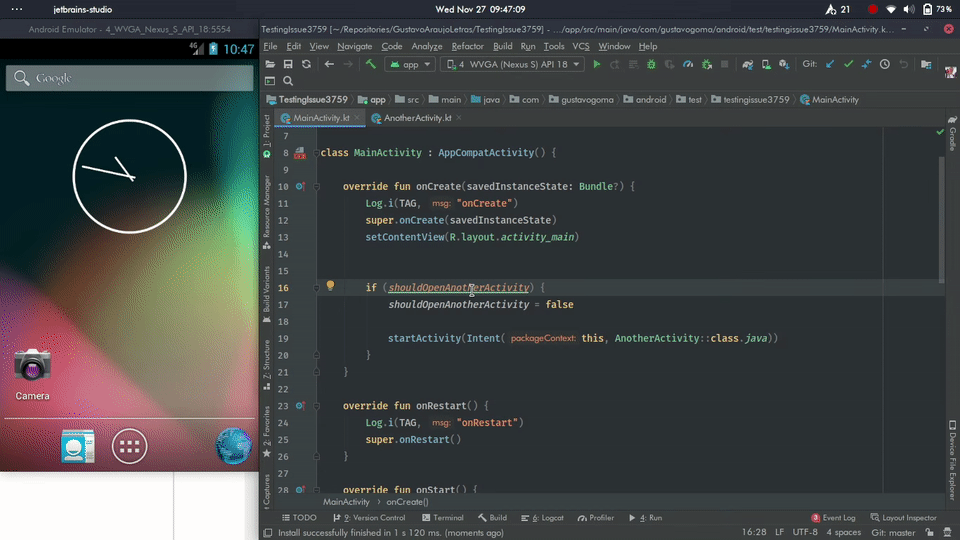 jetbrains-studio
Wed Nov 27 09:47:09
21
73%
Android Emulator - 4_WVGA_Nexus_S_API_18:5554
TestingIssue3759 [~/Repositories/GustavoAraujoLetras/TestingIssue3759] - .../app/src/main/java/com/gustavogoma/android/test/testingissue3759/MainActivity.k...
4G
10:47
Google
Camera
File Edit View Navigate Code Analyze Refactor Build Run Tools VCS Window Help
app
4_WVGA (Nexus S) API 18
Git:
TestingIssue3759 app src main java com gustavogoma android test testingissue3759 MainActivity
MainActivity.kt
AnotherActivity.kt
1: Project
Resource Manager
Build Variants
7: Structure
2: Favorites
Captures
Gradle
Device File Explorer
7
8 class MainActivity : AppCompatActivity() {
9
10 override fun onCreate(savedInstanceState: Bundle?) {
11 Log.i(TAG, msg: "onCreate")
12 super.onCreate(savedInstanceState)
13 setContentView(R.layout.activity_main)
14
15
16 if (shouldOpenAnotherActivity) {
17 shouldOpenAnotherActivity = false
18
19 startActivity(Intent( packageContext: this, AnotherActivity::class.java))
20 }
21 }
22
23 override fun onRestart() {
24 Log.i(TAG, msg: "onRestart")
25 super.onRestart()
26 }
27
28 override fun onStart() {
MainActivity onCreate()
TODO 9: Version Control Terminal Build 6: Logcat Profiler 4: Run
3 Event Log Layout Inspector
Install successfully finished in 1 s 120 ms. (moments ago)
16:28 LF UTF-8 4 spaces Git: master